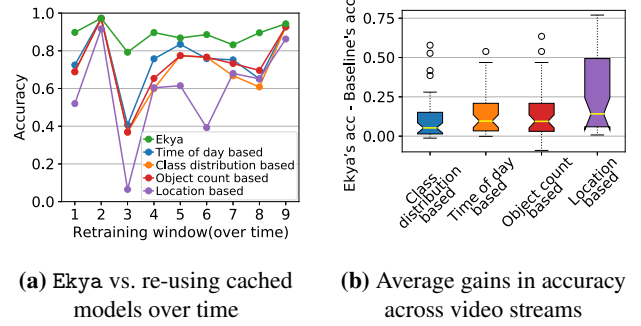 1.0
0.8
0.6
0.4
0.2
0.0
Accuracy
Ekya
Time of day based
Class distribution based
Object count based
Location based
1 2 3 4 5 6 7 8 9
Retraining window(over time)
(a) Ekya vs. re-using cached
models over time
0.75
0.50
0.25
0.00
Ekya's acc - Baseline's acc
Class
distribution
based
Time of day
based
Object count
based
Location
based
(b) Average gains in accuracy
across video streams